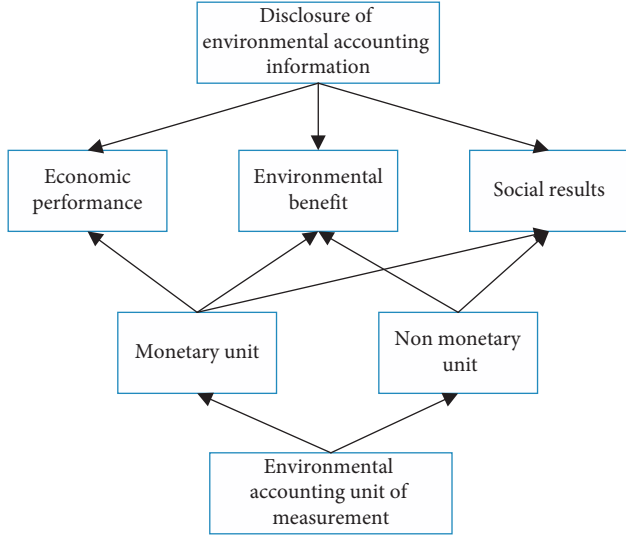 Disclosure of
environmental accounting
information
Economic
performance
Environmental
benefit
Social results
Monetary unit
Non monetary
unit
Environmental
accounting unit of
measurement